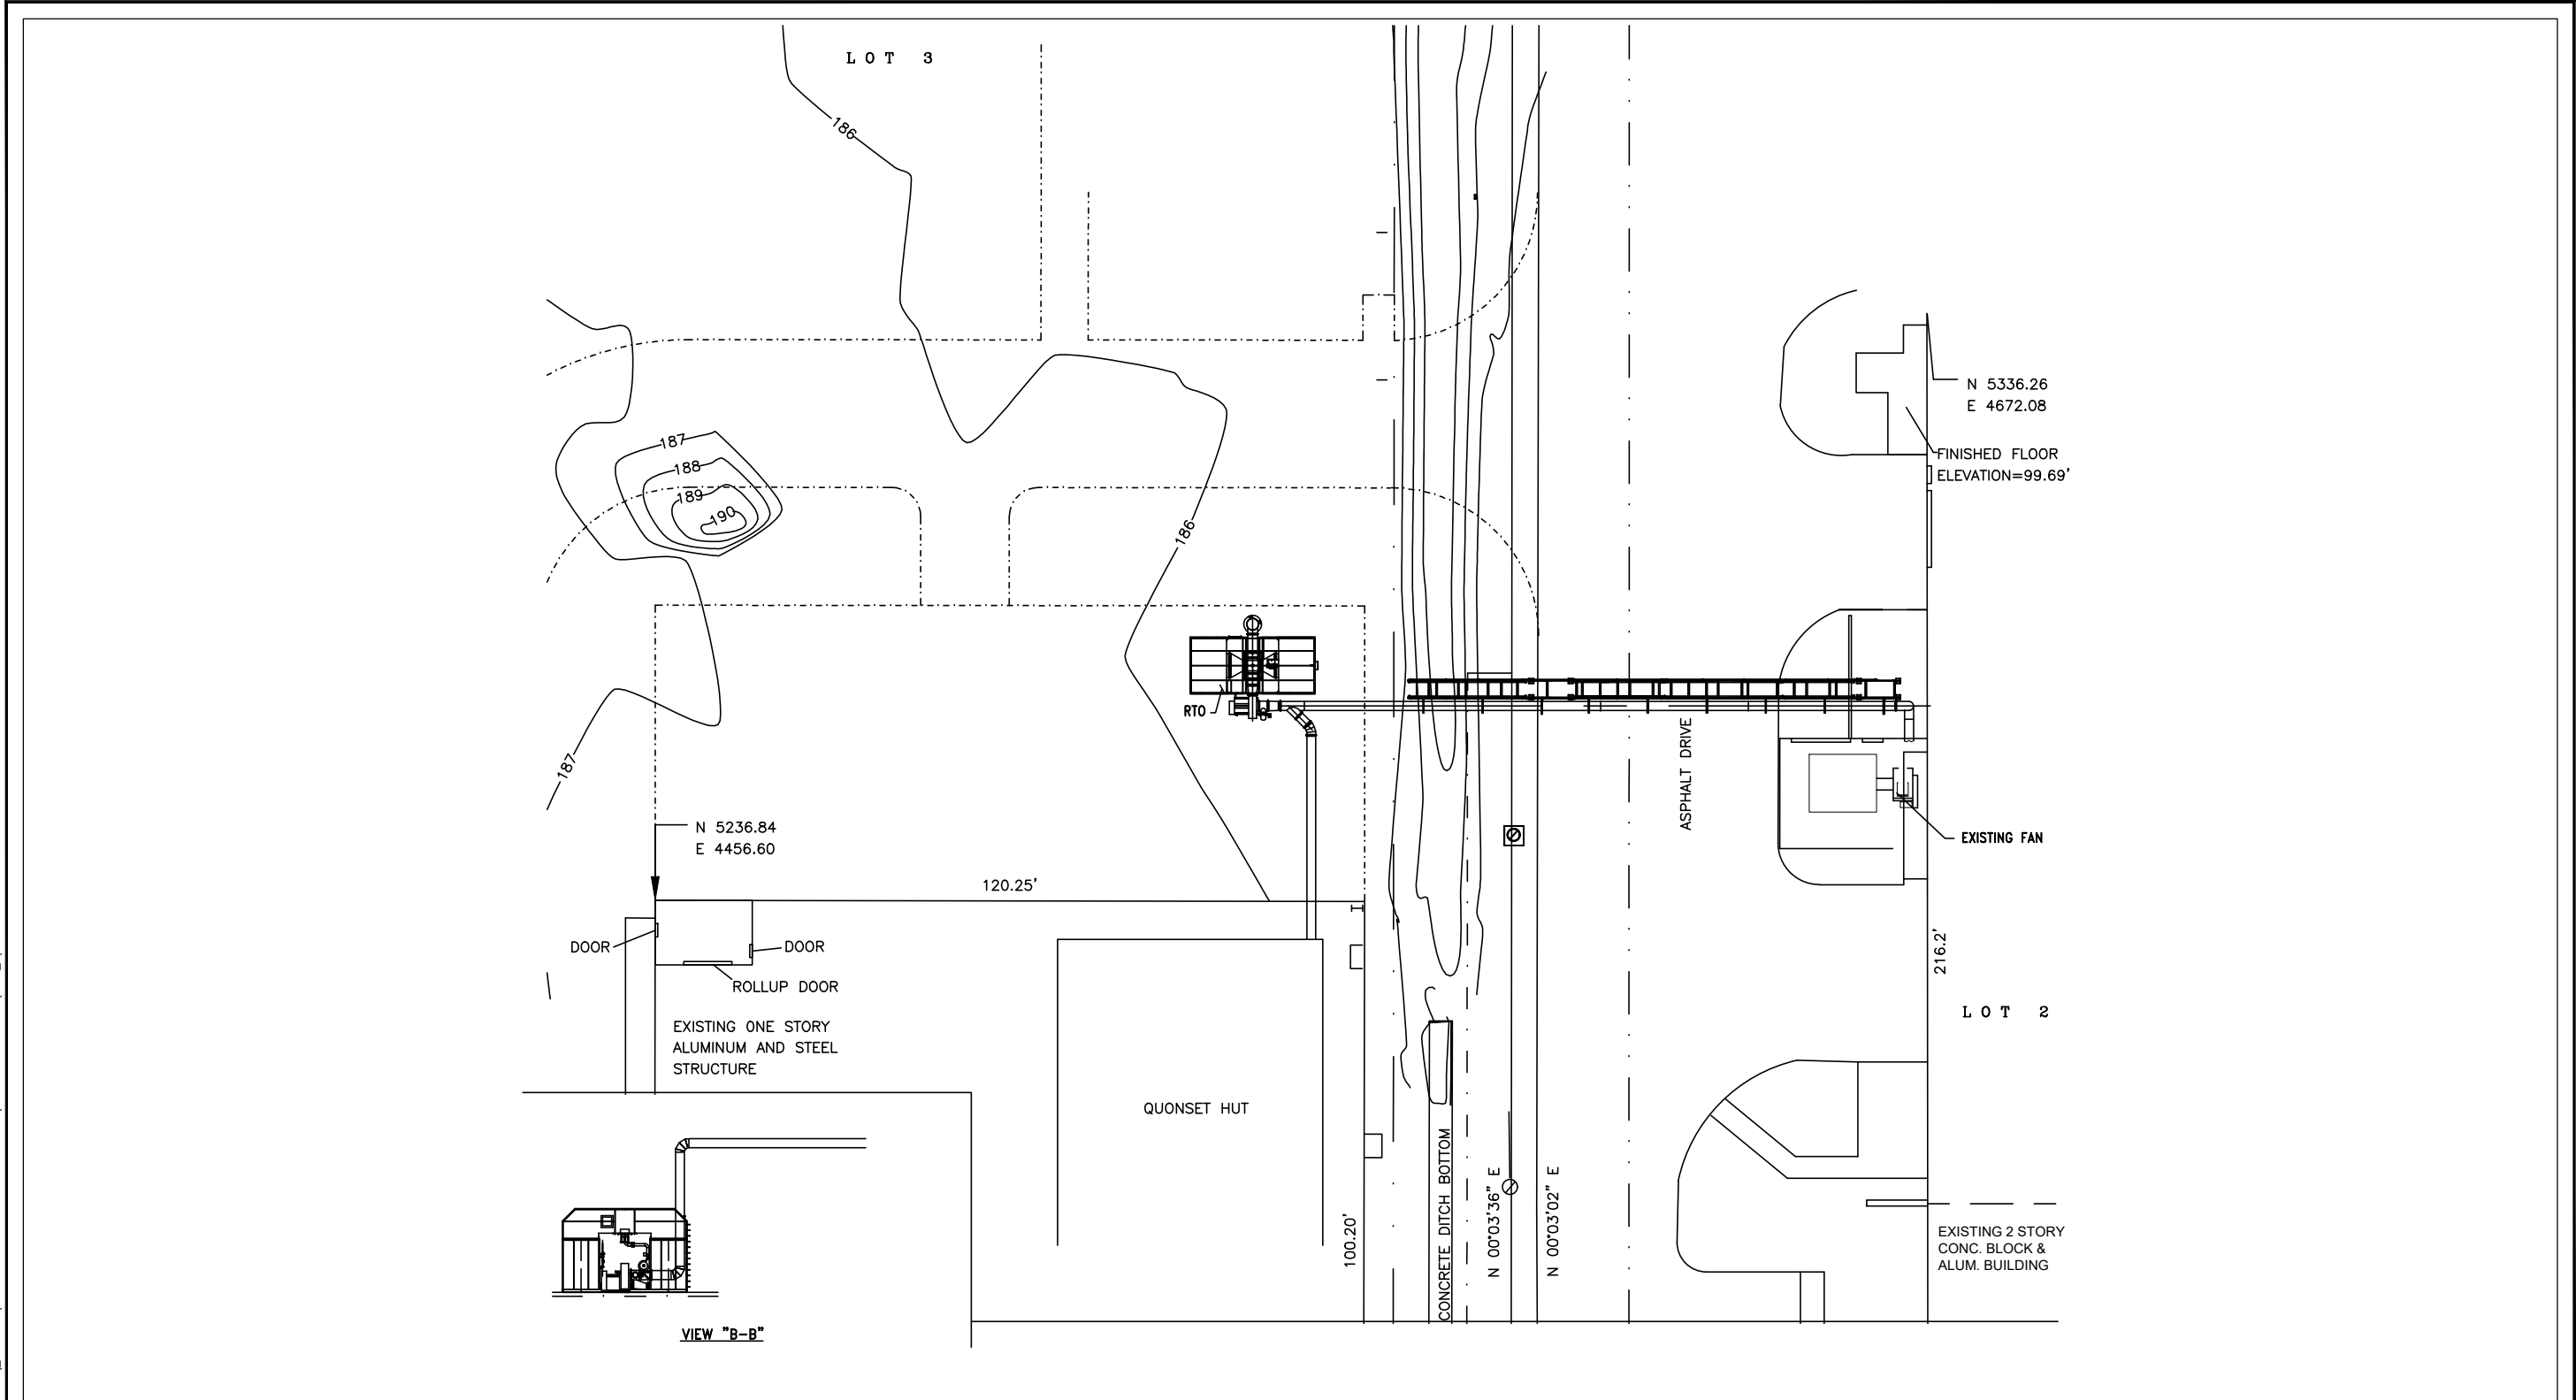 LOT 3
186
N 5336.26
E 4672.08
187
FINISHED FLOOR
188
ELEVATION=99.69'
189
190
186
RTO
187
ASPHALT DRIVE
N 5236.84
E 4456.60
EXISTING FAN
120.25'
DOOR
DOOR
ROLLUP DOOR
216.2'
LOT 2
EXISTING ONE STORY
ALUMINUM AND STEEL
STRUCTURE
QUONSET HUT
100.20'
CONCRETE DITCH BOTTOM
N 00°03'36" E
N 00°03'02" E
EXISTING 2 STORY
CONC. BLOCK &
ALUM. BUILDING
VIEW "B-B"